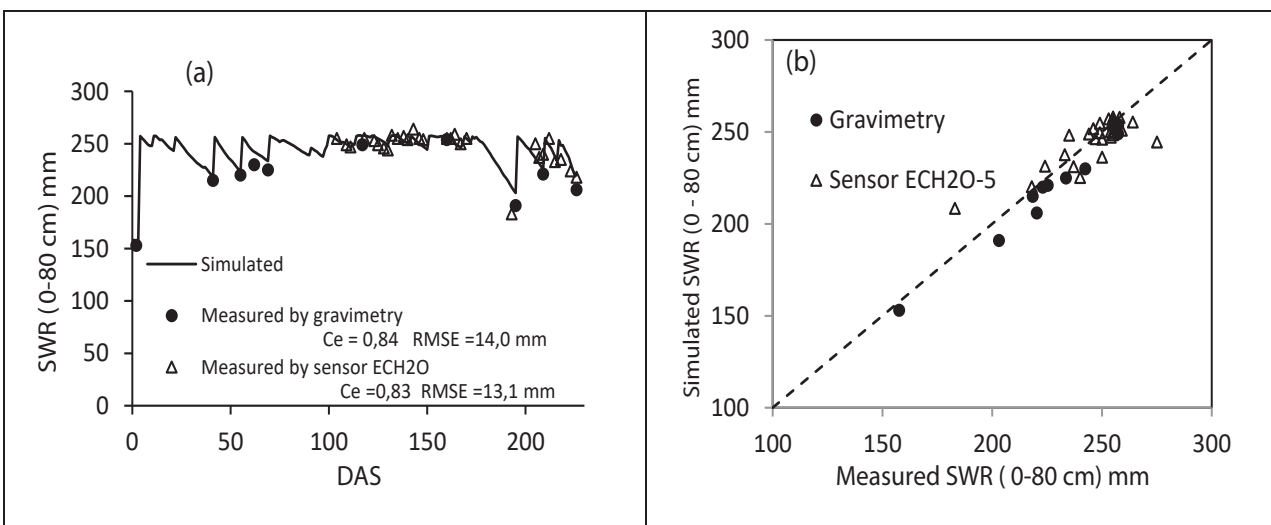 (a)
300
250
200
150
100
50
0
0 50 100 150 200
SWR ( 0-80 cm) mm
DAS
Simulated
Measured by gravimetry
Ce = 0,84 RMSE =14,0 mm
Measured by sensor ECH2O
Ce =0,83 RMSE =13,1 mm
(b)
300
250
200
150
100
100 150 200 250 300
Simulated SWR (0 - 80 cm) mm
Measured SWR ( 0-80 cm) mm
Gravimetry
Sensor ECH2O-5